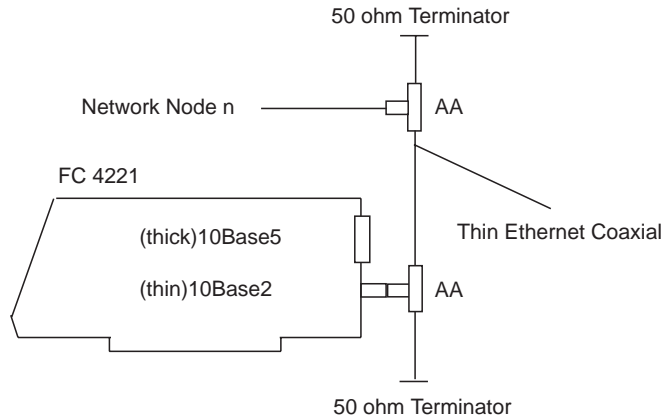 50 ohm Terminator
Network Node n
AA
FC 4221
(thick)10Base5
Thin Ethernet Coaxial
(thin)10Base2
AA
50 ohm Terminator